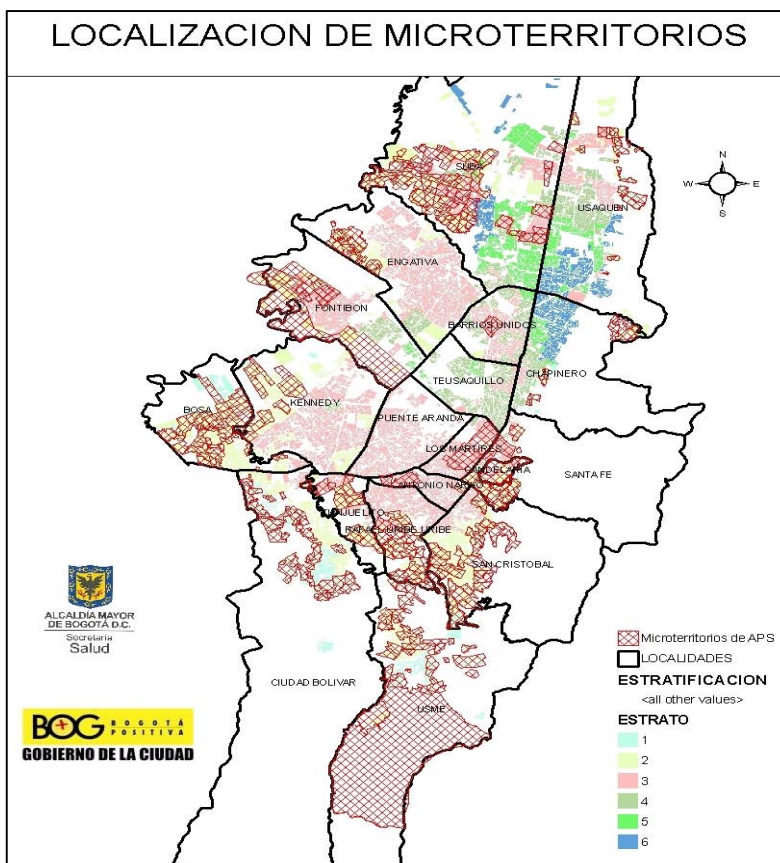 LOCALIZACION DE MICROTERRITORIOS
SUBA
USAQUEN
N
W
E
S
ENGATIVA
FONTIBON
BARRIOS UNIDOS
CHAPINERO
TEUSAQUILLO
KENNEDY
BOSA
PUENTE ARANDA
LOS MARTIRES
CANDELARIA
SANTA FE
ANTONIO NARIÑO
TUNJUELITO
RAFAEL URIBE URIBE
SAN CRISTOBAL
ALCALDÍA MAYOR
DE BOGOTÁ D.C.
Secretaría
Salud
CIUDAD BOLIVAR
USME
BOG BOGOTÁ
POSITIVA
GOBIERNO DE LA CIUDAD
Microterritorios de APS
LOCALIDADES
ESTRATIFICACION
<all other values>
ESTRATO
1
2
3
4
5
6